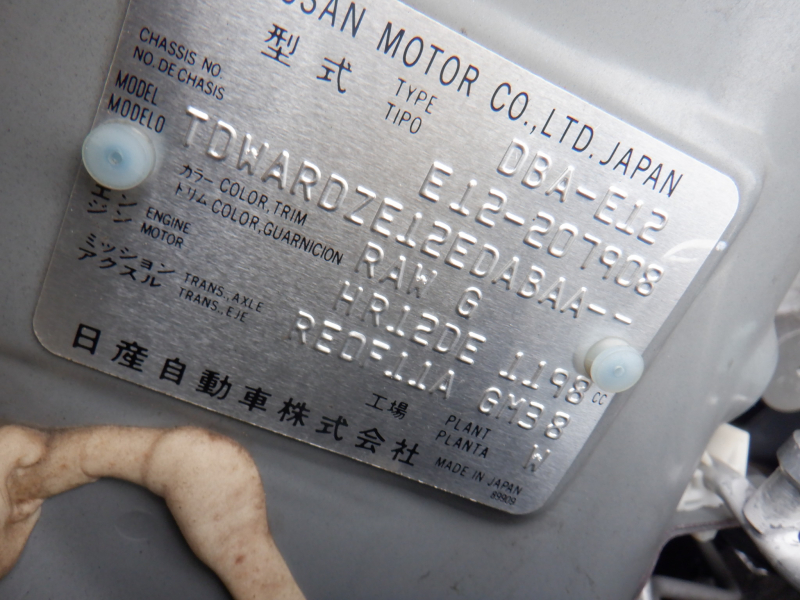 SSAN MOTOR CO.,LTD. JAPAN
型式 TYPE TIPO DBA-E12
CHASSIS NO. NO. DE CHASIS E12-207908
MODEL MODELO TDWARDZE12EDABAA--
カラー トリム COLOR, TRIM COLOR, GUARNICION RAW G
エンジン ENGINE MOTOR HR12DE 1198 CC
ミッション アクスル TRANS., AXLE TRANS., EJE RE0F11A GM38
工場 PLANT PLANTA W
日産自動車株式会社 MADE IN JAPAN
89909